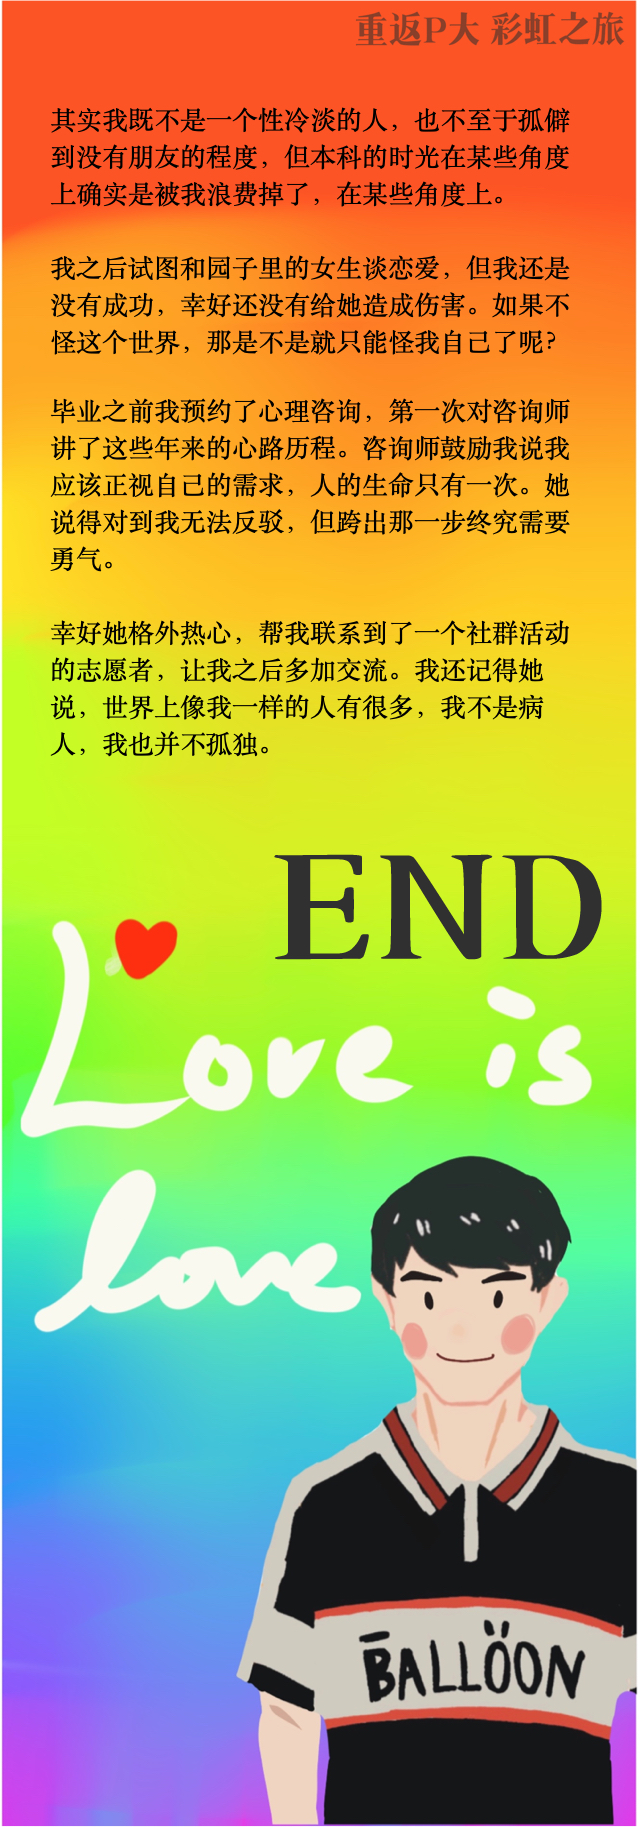 重返P大 彩虹之旅
其实我既不是一个性冷淡的人，也不至于孤僻
到没有朋友的程度，但本科的时光在某些角度
上确实是被我浪费掉了，在某些角度上。
我之后试图和园子里的女生谈恋爱，但我还是
没有成功，幸好还没有给她造成伤害。如果不
怪这个世界，那是不是就只能怪我自己了呢？
毕业之前我预约了心理咨询，第一次对咨询师
讲了这些年来的心路历程。咨询师鼓励我说我
应该正视自己的需求，人的生命只有一次。她
说得对到我无法反驳，但跨出那一步终究需要
勇气。
幸好她格外热心，帮我联系到了一个社群活动
的志愿者，让我之后多加交流。我还记得她
说，世界上像我一样的人有很多，我不是病
人，我也并不孤独。
END
Love is
love
BALLÖON